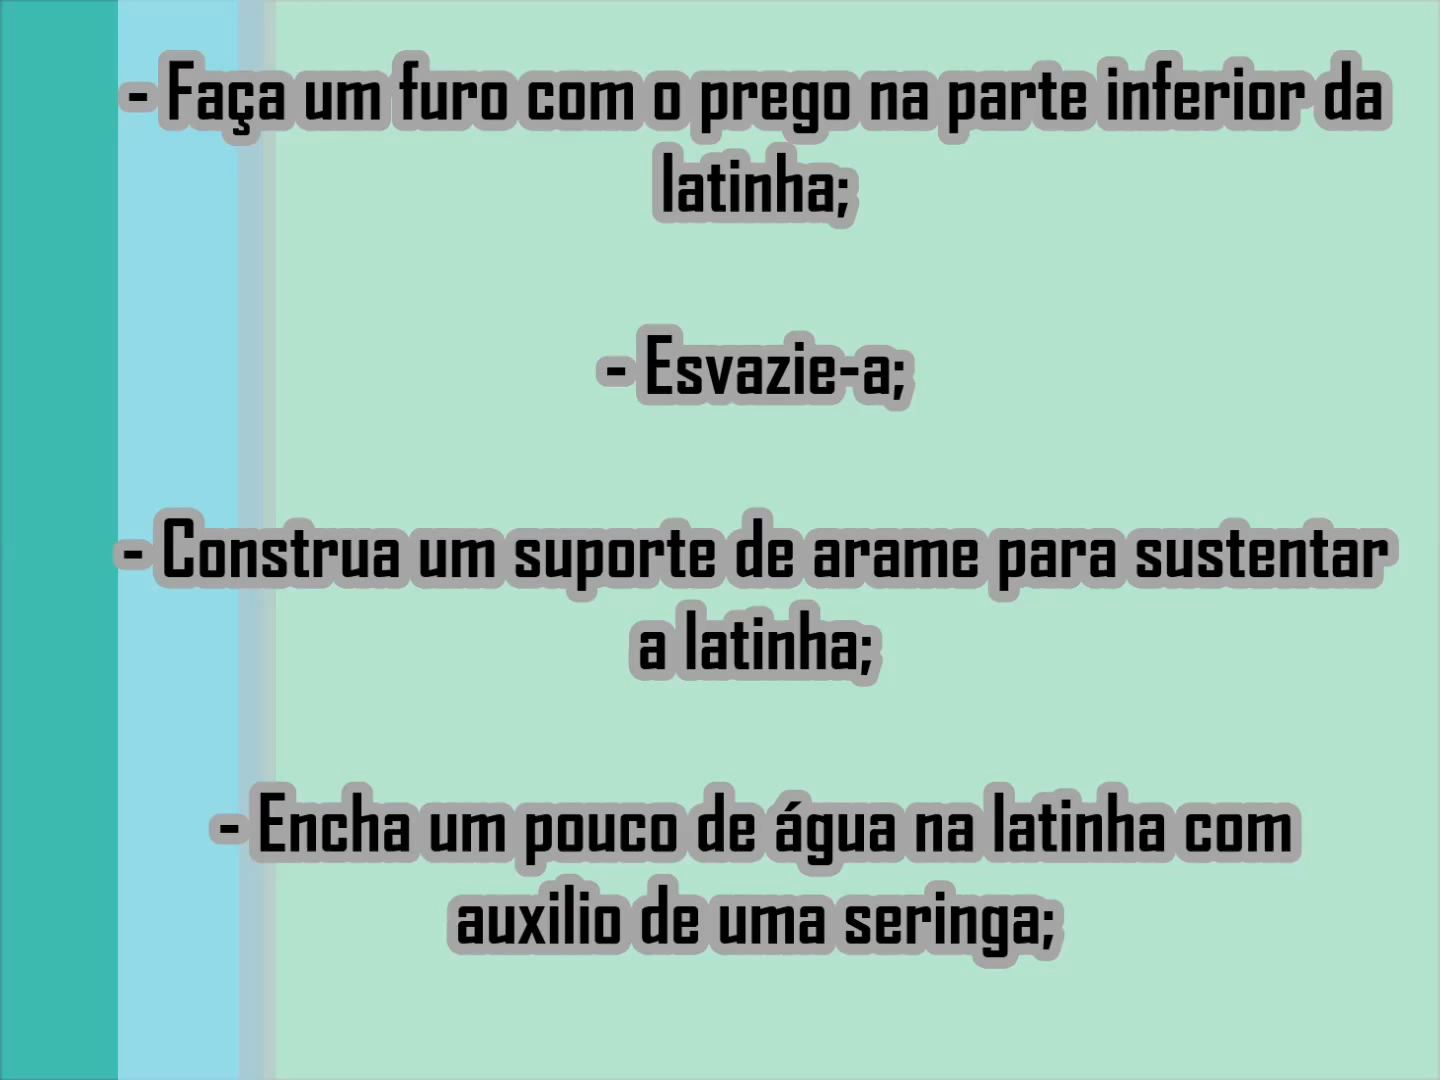 - Faça um furo com o prego na parte inferior da
latinha;
- Esvazie-a;
- Construa um suporte de arame para sustentar
a latinha;
- Encha um pouco de água na latinha com
auxilio de uma seringa;